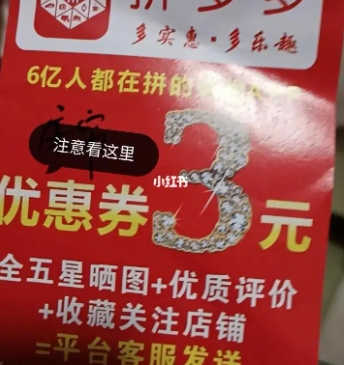 拼多多
多实惠·多乐趣
6亿人都在拼的
注意看这里
小红书
优惠券3元
全五星晒图+优质评价
+收藏关注店铺
=平台客服发送